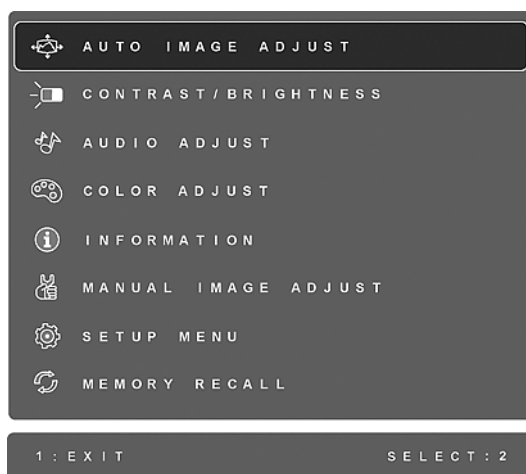 AUTO IMAGE ADJUST
CONTRAST/BRIGHTNESS
AUDIO ADJUST
COLOR ADJUST
INFORMATION
MANUAL IMAGE ADJUST
SETUP MENU
MEMORY RECALL
1:EXIT SELECT:2